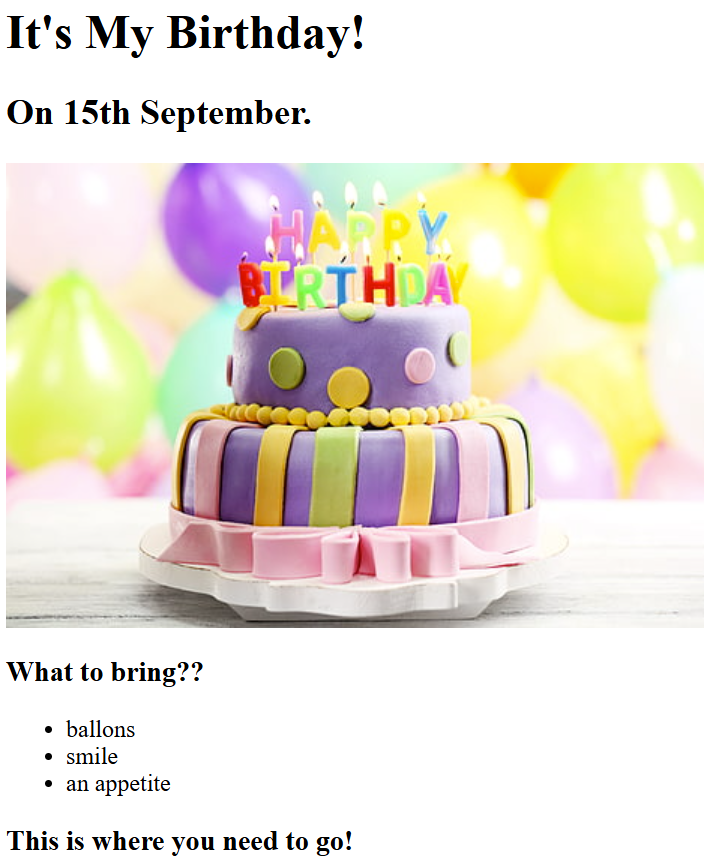 It's My Birthday!
On 15th September.
HAPPY
BIRTHDAY
What to bring??
ballons
smile
an appetite
This is where you need to go!